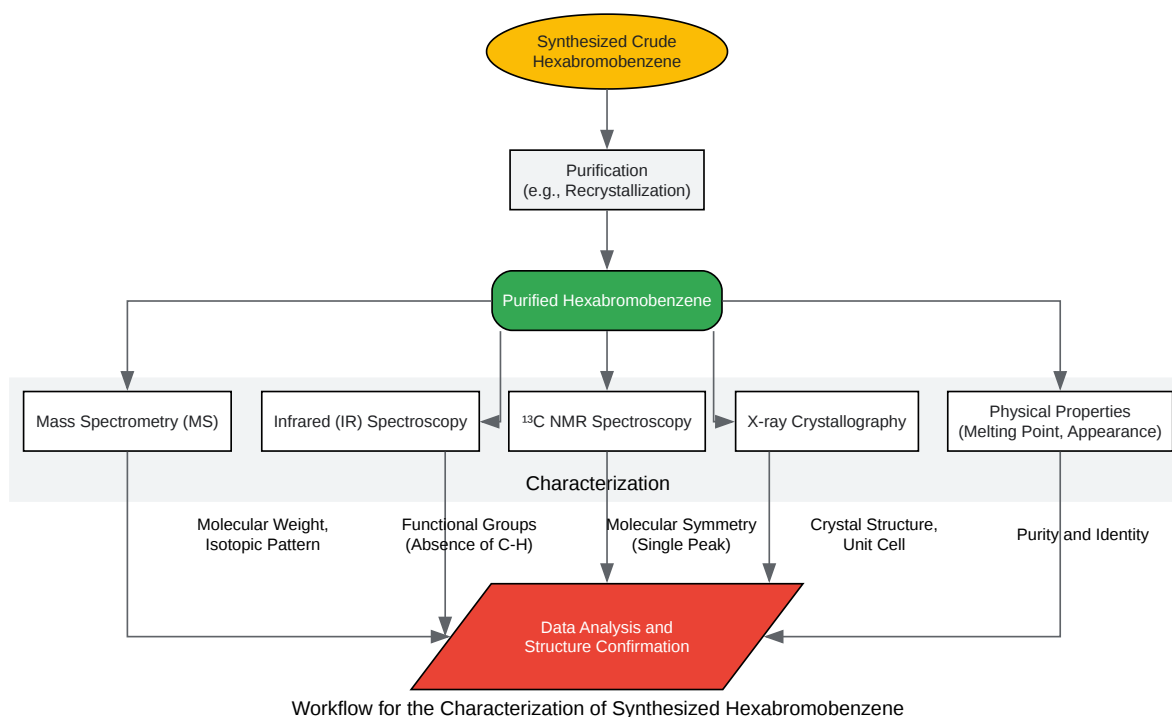 Synthesized Crude
Hexabromobenzene
Purification
(e.g., Recrystallization)
Purified Hexabromobenzene
Mass Spectrometry (MS)
Infrared (IR) Spectroscopy
¹³C NMR Spectroscopy
X-ray Crystallography
Physical Properties
(Melting Point, Appearance)
Characterization
Molecular Weight,
Isotopic Pattern
Functional Groups
(Absence of C-H)
Molecular Symmetry
(Single Peak)
Crystal Structure,
Unit Cell
Purity and Identity
Data Analysis and
Structure Confirmation
Workflow for the Characterization of Synthesized Hexabromobenzene